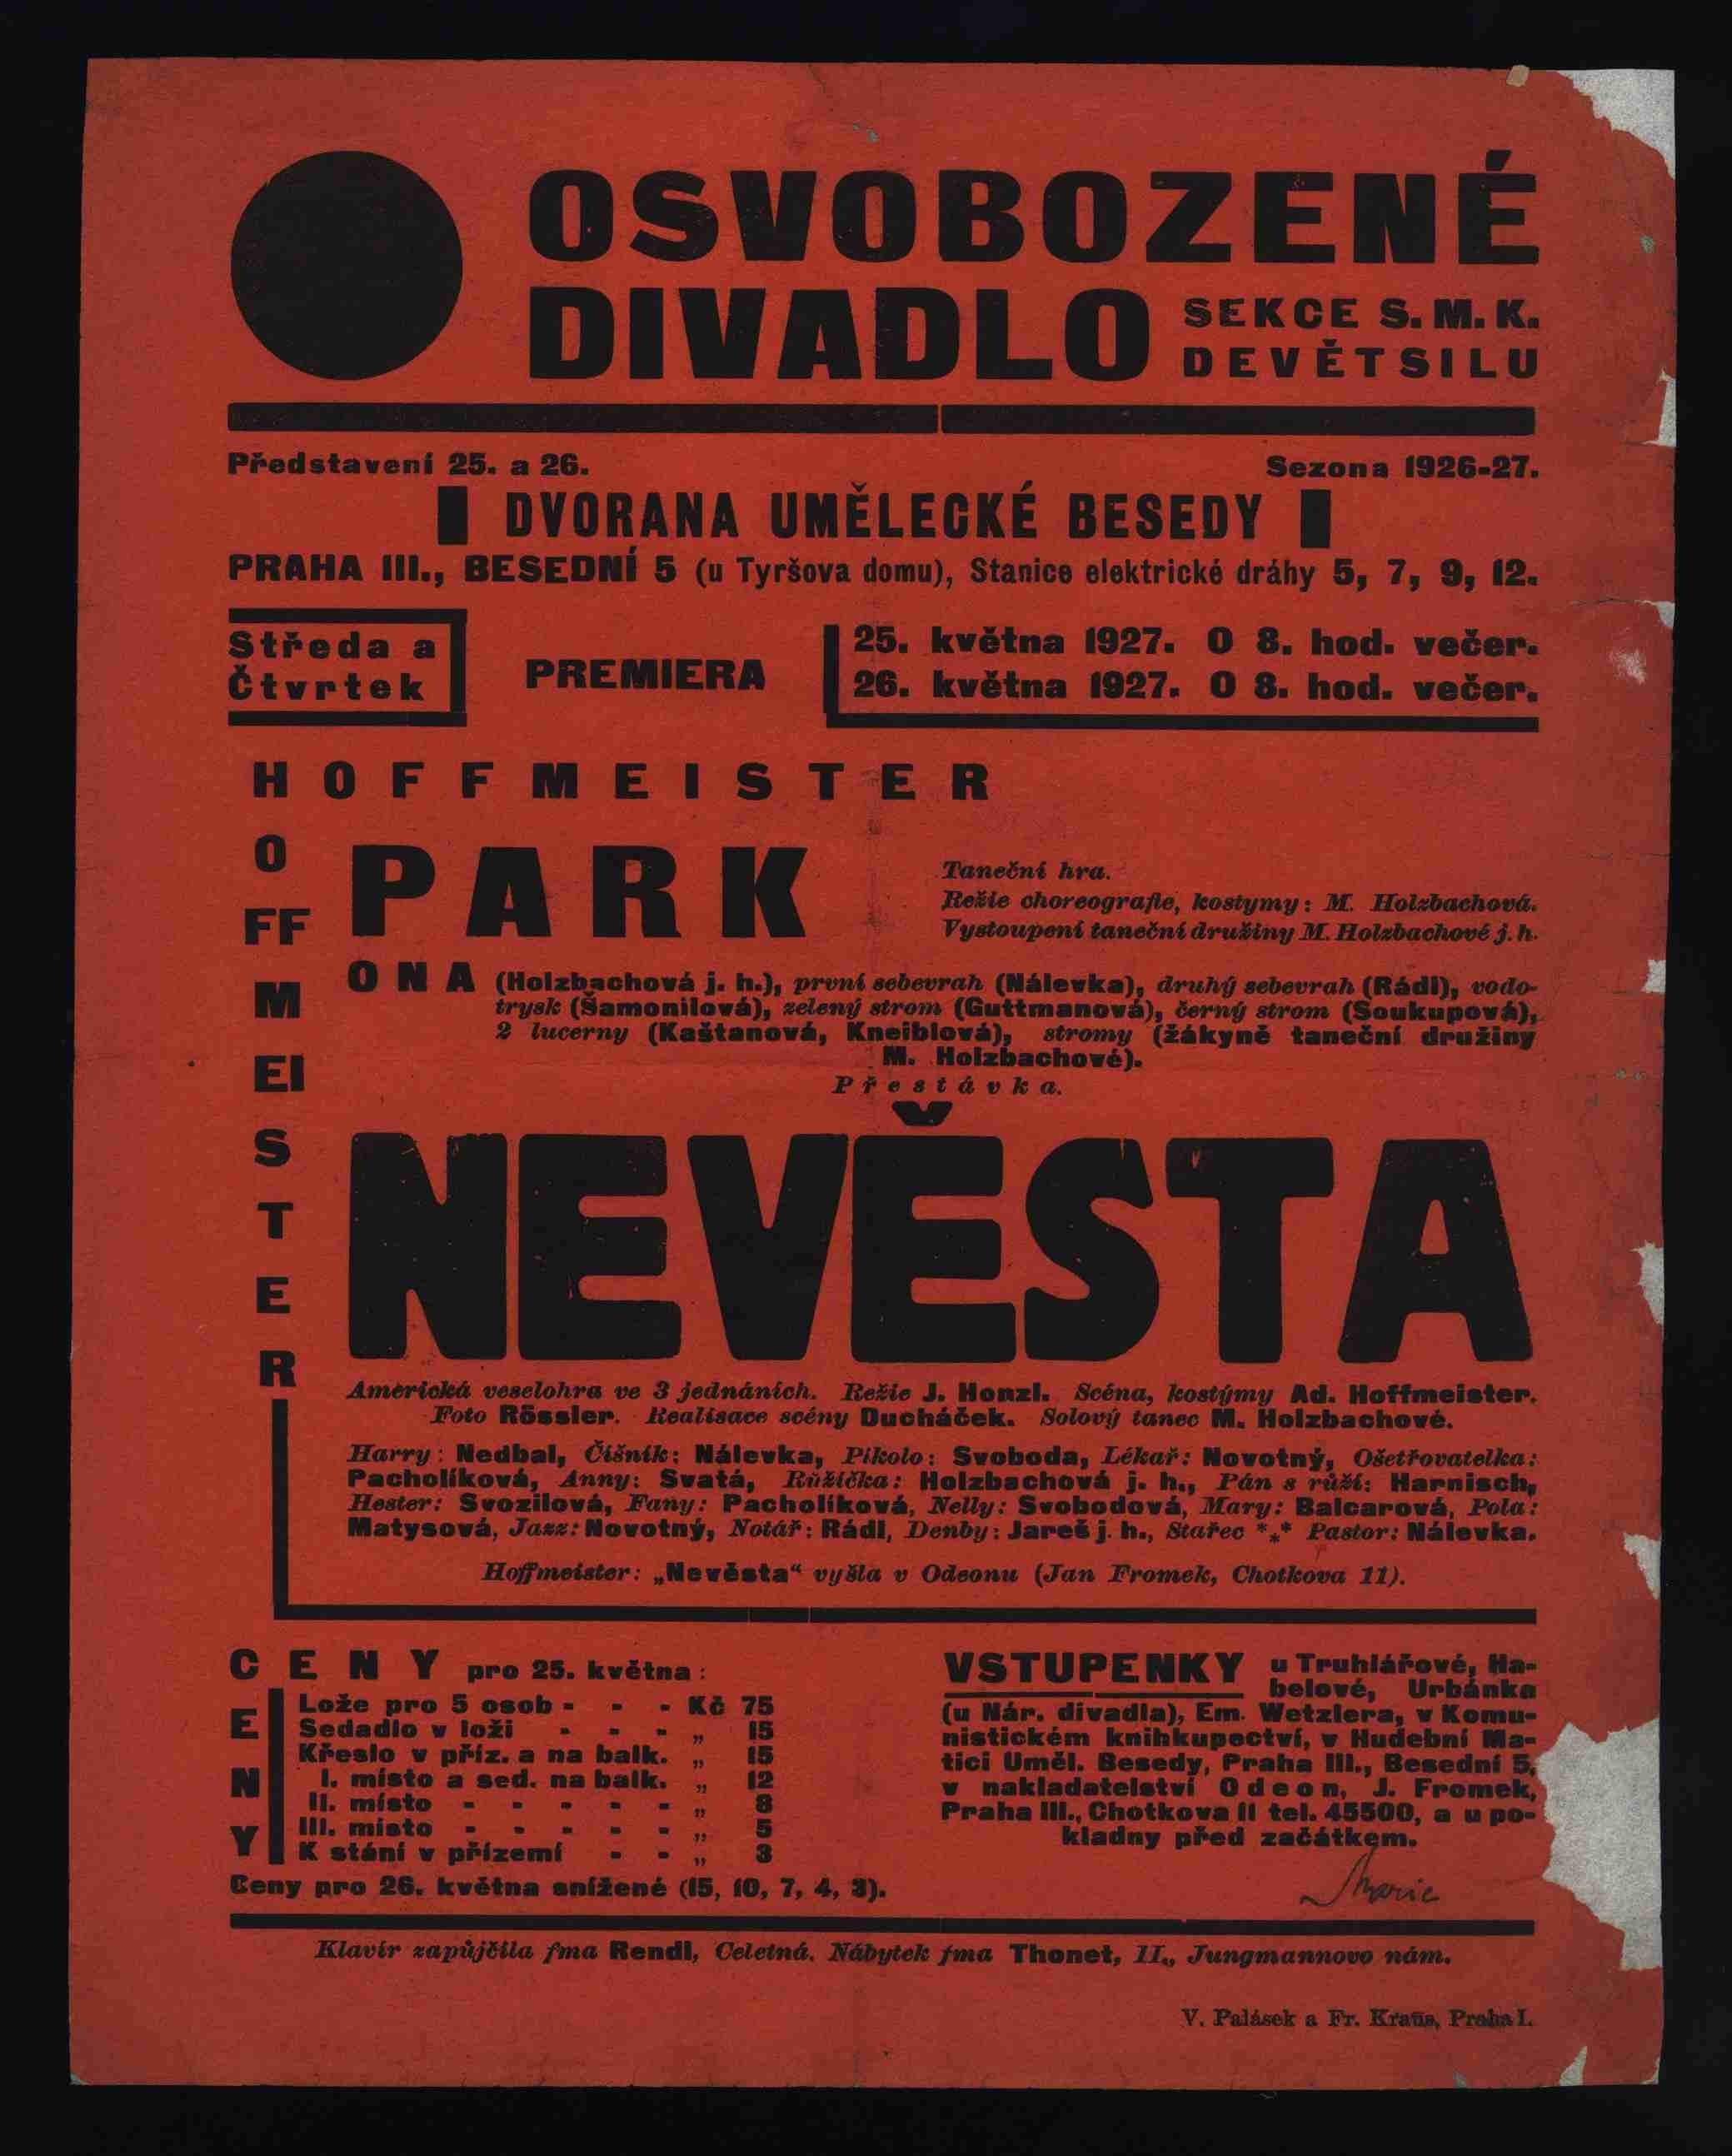 OSVOBOZENÉ
DIVADLO
SEKCE S. M. K.
DEVĚTSILU
Představení 25. a 26.
Sezona 1926-27.
DVORANA UMĚLECKÉ BESEDY
PRAHA III., BESEDNÍ 5 (u Tyršova domu), Stanice elektrické dráhy 5, 7, 9, 12.
Středa a
Čtvrtek
PREMIERA
25. května 1927. O 8. hod. večer.
26. května 1927. O 8. hod. večer.
HOFFMEISTER
O
FF
M
EI
S
T
E
R
PARK
Taneční hra.
Režie choreografie, kostymy: M. Holzbachová.
Vystoupení taneční družiny M. Holzbachové j. h.
ONA (Holzbachová j. h.), první sebevrah (Nálevka), druhý sebevrah (Rádl), vodo-
trysk (Šamonilová), zelený strom (Guttmanová), černý strom (Soukupová),
2 lucerny (Kaštanová, Kneiblová), stromy (žákyně taneční družiny
M. Holzbachové).
Přestávka.
NEVĚSTA
Americká veselohra ve 3 jednáních. Režie J. Honzl. Scéna, kostýmy Ad. Hoffmeister.
Foto Rössler. Realisace scény Ducháček. Solový tanec M. Holzbachové.
Harry: Nedbal, Číšník: Nálevka, Pikolo: Svoboda, Lékař: Novotný, Ošetřovatelka:
Pacholíková, Anny: Svatá, Růžička: Holzbachová j. h., Pán s růží: Harnisch,
Hester: Svozilová, Fany: Pacholíková, Nelly: Svobodová, Mary: Balcarová, Pola:
Matysová, Jazz: Novotný, Notář: Rádl, Denby: Jareš j. h., Stařec *** Pastor: Nálevka.
Hoffmeister: „Nevěsta“ vyšla v Odeonu (Jan Fromek, Chotkova 11).
CENY pro 25. května:
E
N
Y
Lože pro 5 osob - - - Kč 75
Sedadlo v loži - - - - „ 15
Křeslo v příz. a na balk. „ 15
I. místo a sed. na balk. „ 12
II. místo - - - - - „ 8
III. místo - - - - - „ 5
K stání v přízemí - - „ 3
Ceny pro 26. května snížené (15, 10, 7, 4, 3).
VSTUPENKY u Truhlářové, Ha-
belové, Urbánka
(u Nár. divadla), Em. Wetzlera, v Komu-
nistickém knihkupectví, v Hudební Ma-
tici Uměl. Besedy, Praha III., Besední 5,
v nakladatelství Odeon, J. Fromek,
Praha III., Chotkova 11 tel. 45500, a u po-
kladny před začátkem.
Marie
Klavír zapůjčila fma Rendl, Celetná. Nábytek fma Thonet, II., Jungmannovo nám.
V. Palásek a Fr. Kraus, Praha I.